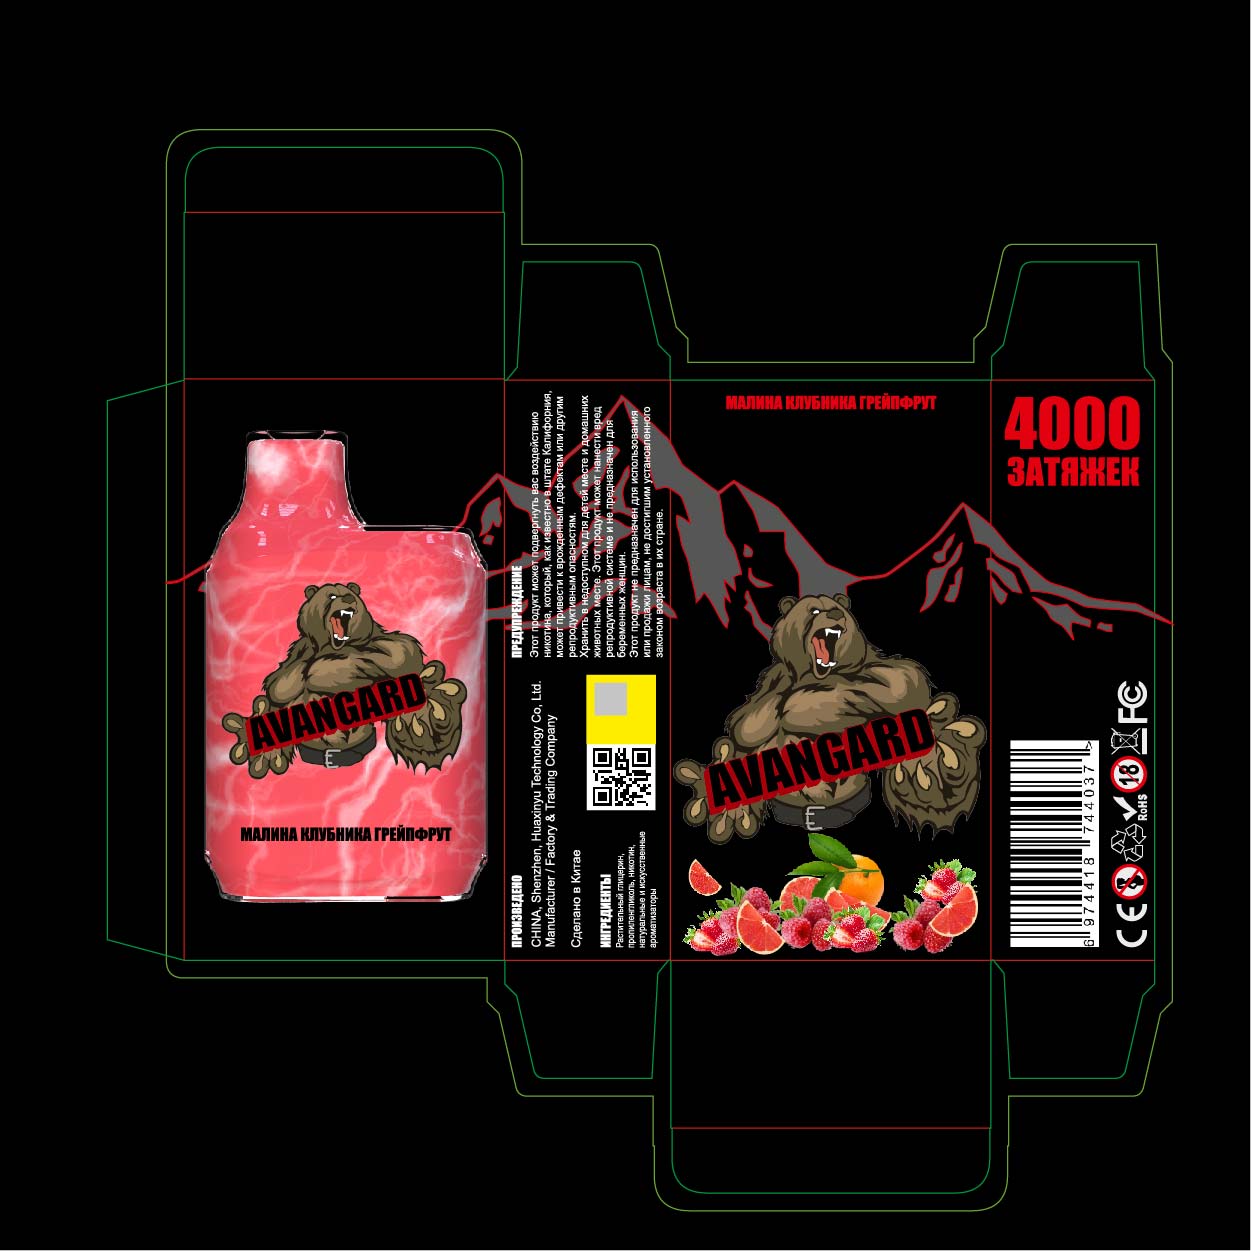 AVANGARD
МАЛИНА КЛУБНИКА ГРЕЙПФРУТ
ПРЕДУПРЕЖДЕНИЕ
Этот продукт может подвергнуть вас воздействию
никотина, который, как известно в штате Калифорния,
может привести к врожденным дефектам или другим
репродуктивным опасностям.
Хранить в недоступном для детей месте и домашних
животных месте. Этот продукт может нанести вред
репродуктивной системе и не предназначен для
беременных женщин.
Этот продукт не предназначен для использования
или продажи лицам, не достигшим установленного
законом возраста в их стране.
ПРОИЗВЕДЕНО
CHINA, Shenzhen, Huaxinyu Technology Co, Ltd.
Manufacturer / Factory & Trading Company
Сделано в Китае
ИНГРЕДИЕНТЫ
Растительный глицерин,
пропиленгликоль, никотин,
натуральные и искусственные
ароматизаторы
МАЛИНА КЛУБНИКА ГРЕЙПФРУТ
AVANGARD
4000
ЗАТЯЖЕК
6 974418 744037 >
CE RoHS 18 FC